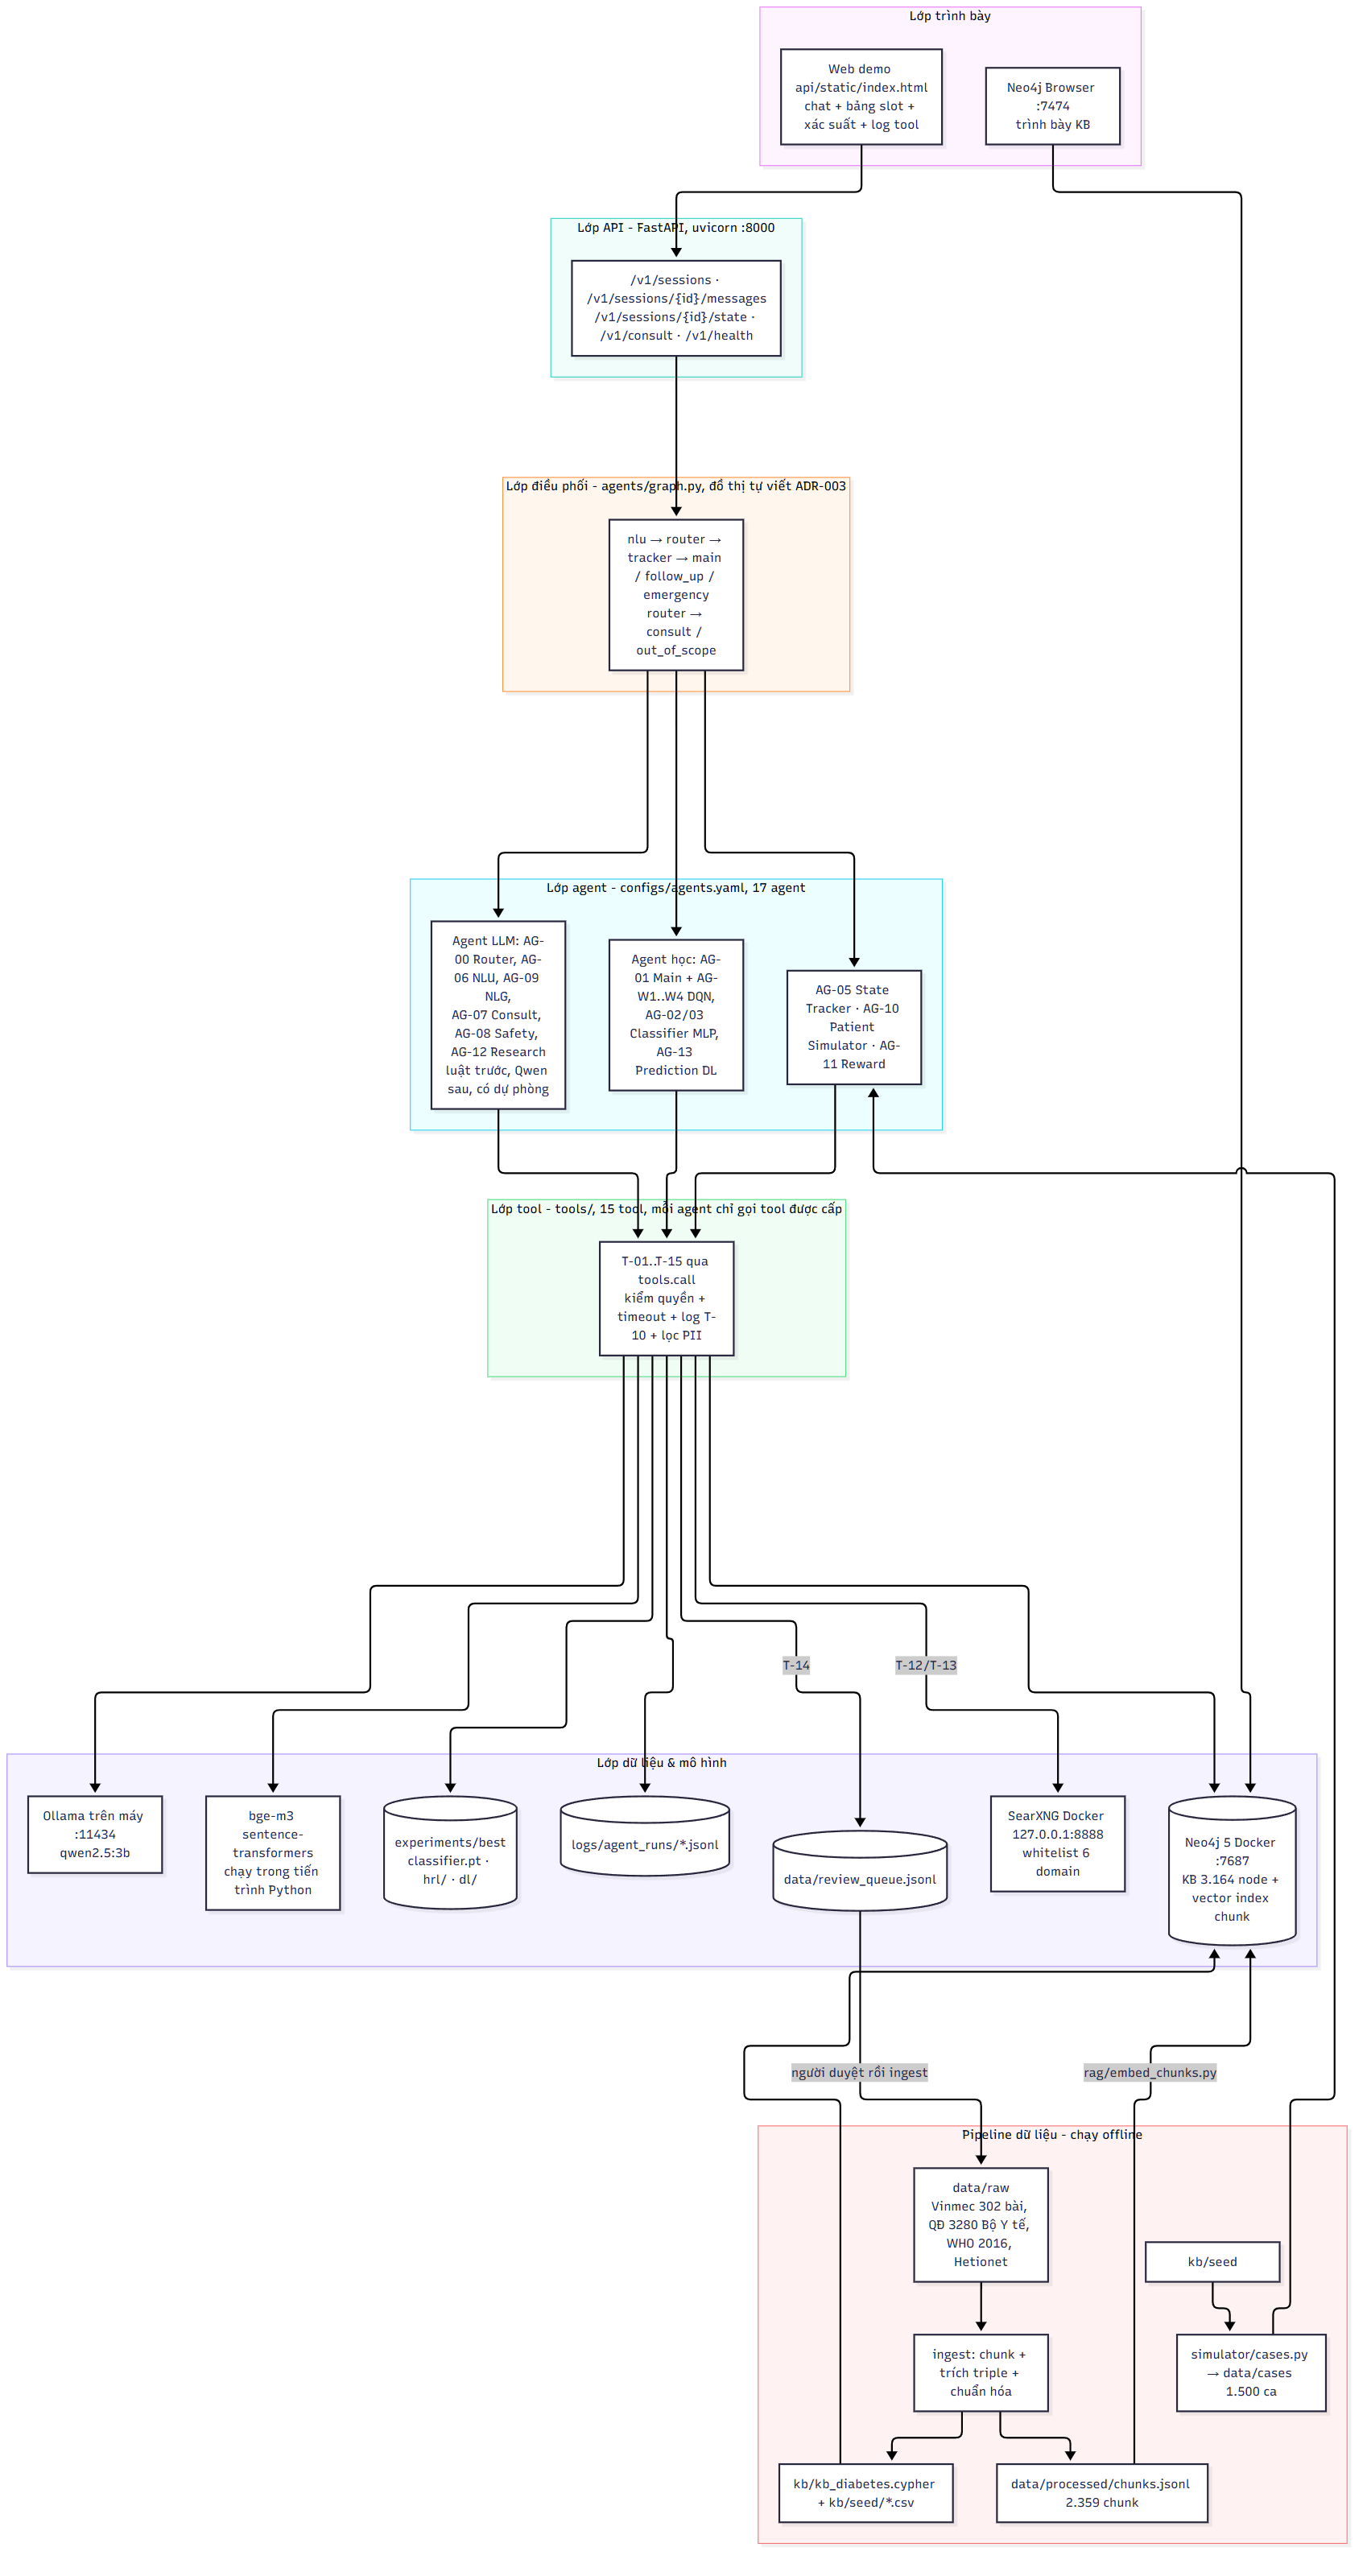 Lớp trình bày
Web demo
api/static/index.html
chat + bảng slot +
xác suất + log tool
Neo4j Browser
:7474
trình bày KB
Lớp API - FastAPI, uvicorn :8000
/v1/sessions ·
/v1/sessions/{id}/messages
/v1/sessions/{id}/state ·
/v1/consult · /v1/health
Lớp điều phối - agents/graph.py, đồ thị tự viết ADR-003
nlu → router →
tracker → main
/ follow_up /
emergency
router →
consult /
out_of_scope
Lớp agent - configs/agents.yaml, 17 agent
Agent LLM: AG-
00 Router, AG-
06 NLU, AG-09
NLG,
AG-07 Consult,
AG-08 Safety,
AG-12 Research
luật trước, Qwen
sau, có dự phòng
Agent học: AG-
01 Main + AG-
W1..W4 DQN,
AG-02/03
Classifier MLP,
AG-13
Prediction DL
AG-05 State
Tracker · AG-10
Patient
Simulator · AG-
11 Reward
Lớp tool - tools/, 15 tool, mỗi agent chỉ gọi tool được cấp
T-01..T-15 qua
tools.call
kiểm quyền +
timeout + log T-
10 + lọc PII
T-14
T-12/T-13
Lớp dữ liệu & mô hình
Ollama trên máy
:11434
qwen2.5:3b
bge-m3
sentence-
transformers
chạy trong tiến
trình Python
experiments/best
classifier.pt ·
hrl/ · dl/
logs/agent_runs/*.jsonl
data/review_queue.jsonl
SearXNG Docker
127.0.0.1:8888
whitelist 6
domain
Neo4j 5 Docker
:7687
KB 3.164 node +
vector index
chunk
người duyệt rồi ingest
rag/embed_chunks.py
Pipeline dữ liệu - chạy offline
data/raw
Vinmec 302 bài,
QĐ 3280 Bộ Y tế,
WHO 2016,
Hetionet
kb/seed
ingest: chunk +
trích triple +
chuẩn hóa
simulator/cases.py
→ data/cases
1.500 ca
kb/kb_diabetes.cypher
+ kb/seed/*.csv
data/processed/chunks.jsonl
2.359 chunk